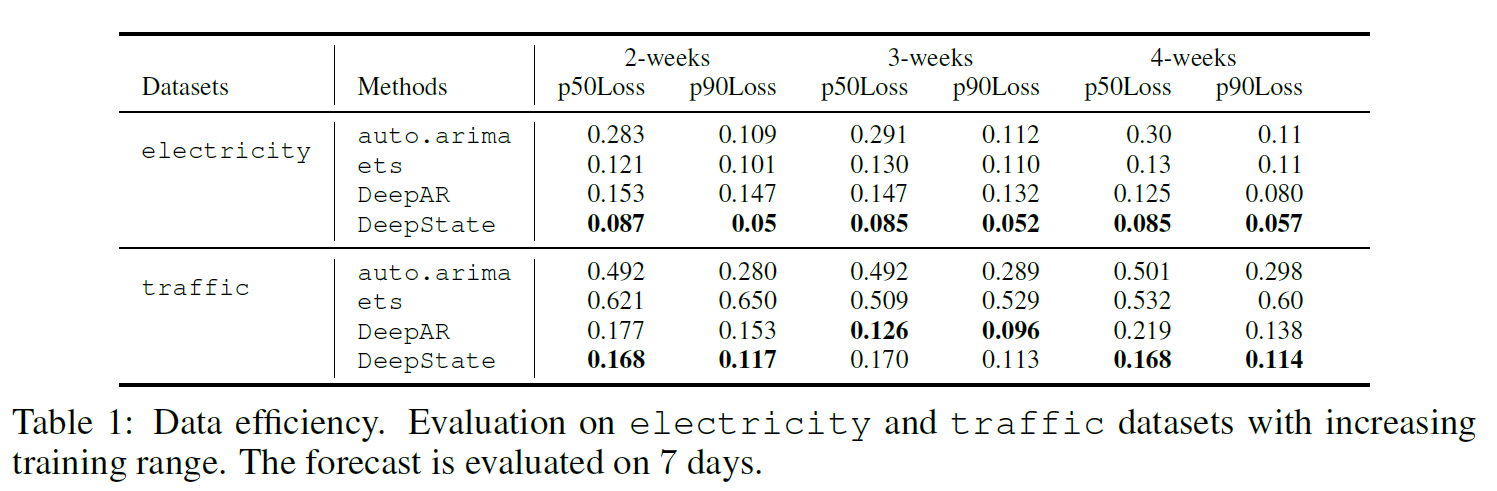 2-weeks 3-weeks 4-weeks
Datasets Methods p50Loss p90Loss p50Loss p90Loss p50Loss p90Loss
auto.arima 0.283 0.109 0.291 0.112 0.30 0.11
electricity
ets 0.121 0.101 0.130 0.110 0.13 0.11
DeepAR 0.153 0.147 0.147 0.132 0.125 0.080
DeepState 0.087 0.05 0.085 0.052 0.085 0.057
auto.arima 0.492 0.280 0.492 0.289 0.501 0.298
traffic
ets 0.621 0.650 0.509 0.529 0.532 0.60
DeepAR 0.177 0.153 0.126 0.096 0.219 0.138
DeepState 0.168 0.117 0.170 0.113 0.168 0.114
Table 1: Data efficiency. Evaluation on electricity and traffic datasets with increasing
training range. The forecast is evaluated on 7 days.